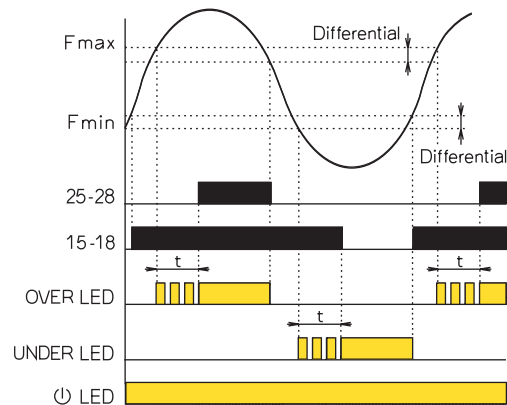 Fmax
Differential
Fmin
Differential
25-28
15-18
t
t
OVER LED
t
UNDER LED
⏻ LED